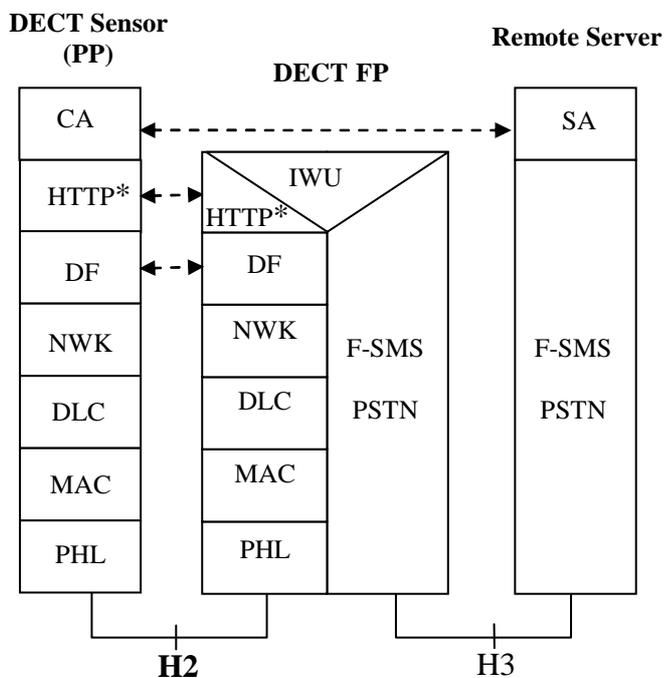 DECT Sensor
(PP)
DECT FP
Remote Server
CA
HTTP*
DF
NWK
DLC
MAC
PHL
IWU
HTTP*
DF
NWK
DLC
MAC
PHL
F-SMS
PSTN
SA
F-SMS
PSTN
H2
H3